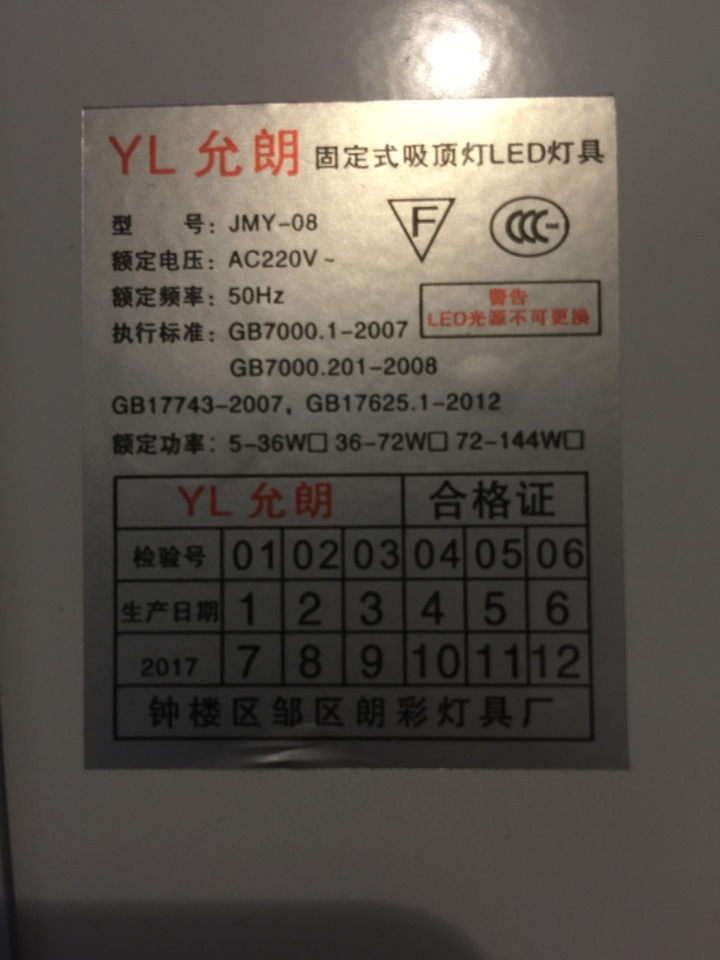 YL 允朗 固定式吸顶灯LED灯具
型 号：JMY-08
F CCC
额定电压：AC220V~
额定频率：50Hz
警告
LED光源不可更换
执行标准：GB7000.1-2007
GB7000.201-2008
GB17743-2007，GB17625.1-2012
额定功率：5-36W□ 36-72W□ 72-144W□
YL 允朗 合格证
检验号 01 02 03 04 05 06
生产日期 1 2 3 4 5 6
2017 7 8 9 10 11 12
钟楼区邹区朗彩灯具厂